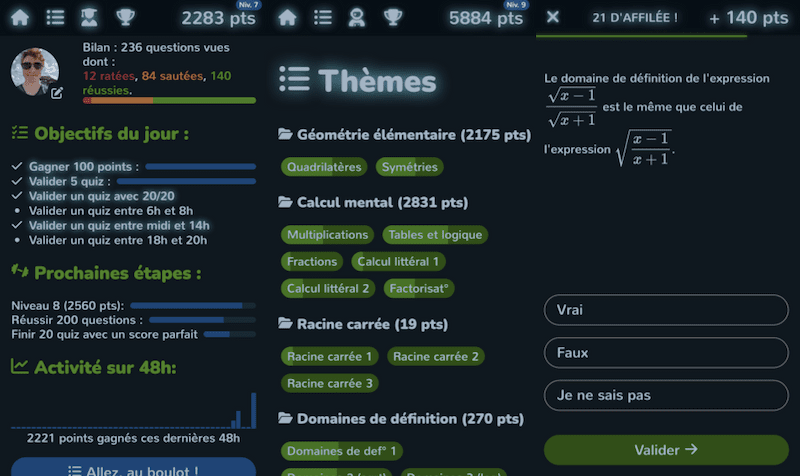 2283 pts
Niv. 7
Bilan : 236 questions vues
dont :
12 ratées, 84 sautées, 140
réussies.
Objectifs du jour :
Gagner 100 points :
Valider 5 quiz :
Valider un quiz avec 20/20
Valider un quiz entre 6h et 8h
Valider un quiz entre midi et 14h
Valider un quiz entre 18h et 20h
Prochaines étapes :
Niveau 8 (2560 pts):
Réussir 200 questions :
Finir 20 quiz avec un score parfait
Activité sur 48h:
2221 points gagnés ces dernières 48h
Allez, au boulot !
5884 pts
Niv. 9
Thèmes
Géométrie élémentaire (2175 pts)
Quadrilatères Symétries
Calcul mental (2831 pts)
Multiplications Tables et logique
Fractions Calcul littéral 1
Calcul littéral 2 Factorisat°
Racine carrée (19 pts)
Racine carrée 1 Racine carrée 2
Racine carrée 3
Domaines de définition (270 pts)
Domaines de def° 1
21 D'AFFILÉE !
+ 140 pts
Le domaine de définition de l'expression
√(x − 1) / √(x + 1) est le même que celui de
l'expression √((x − 1) / (x + 1)).
Vrai
Faux
Je ne sais pas
Valider →